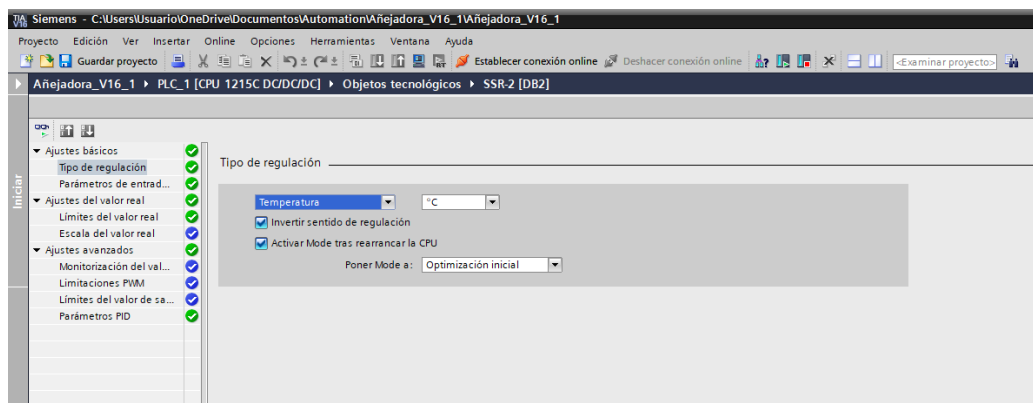 Siemens - C:\Users\Usuario\OneDrive\Documentos\Automation\Añejadora_V16_1\Añejadora_V16_1
Proyecto Edición Ver Insertar Online Opciones Herramientas Ventana Ayuda
Guardar proyecto Establecer conexión online Deshacer conexión online <Examinar proyecto>
Añejadora_V16_1 PLC_1 [CPU 1215C DC/DC/DC] Objetos tecnológicos SSR-2 [DB2]
Iniciar
Ajustes básicos
Tipo de regulación
Parámetros de entrad...
Ajustes del valor real
Límites del valor real
Escala del valor real
Ajustes avanzados
Monitorización del val...
Limitaciones PWM
Límites del valor de sa...
Parámetros PID
Tipo de regulación
Temperatura °C
Invertir sentido de regulación
Activar Mode tras rearrancar la CPU
Poner Mode a: Optimización inicial